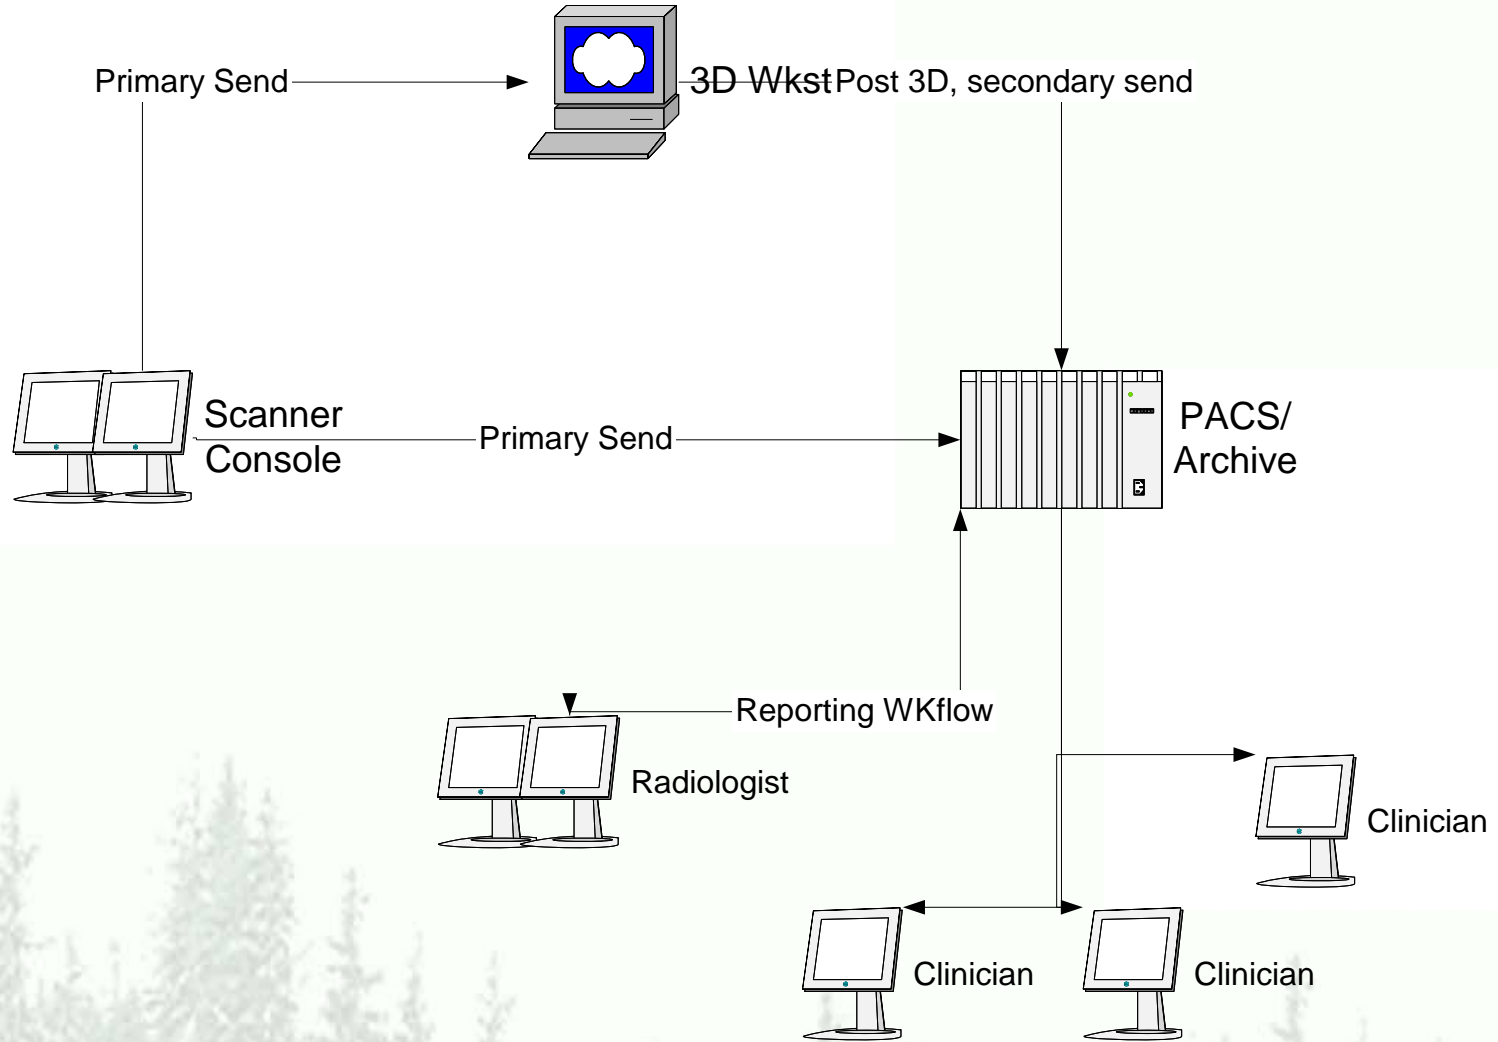 Primary Send
3D Wkst
Post 3D, secondary send
Scanner
Console
Primary Send
PACS/
Archive
Reporting WKflow
Radiologist
Clinician
Clinician
Clinician